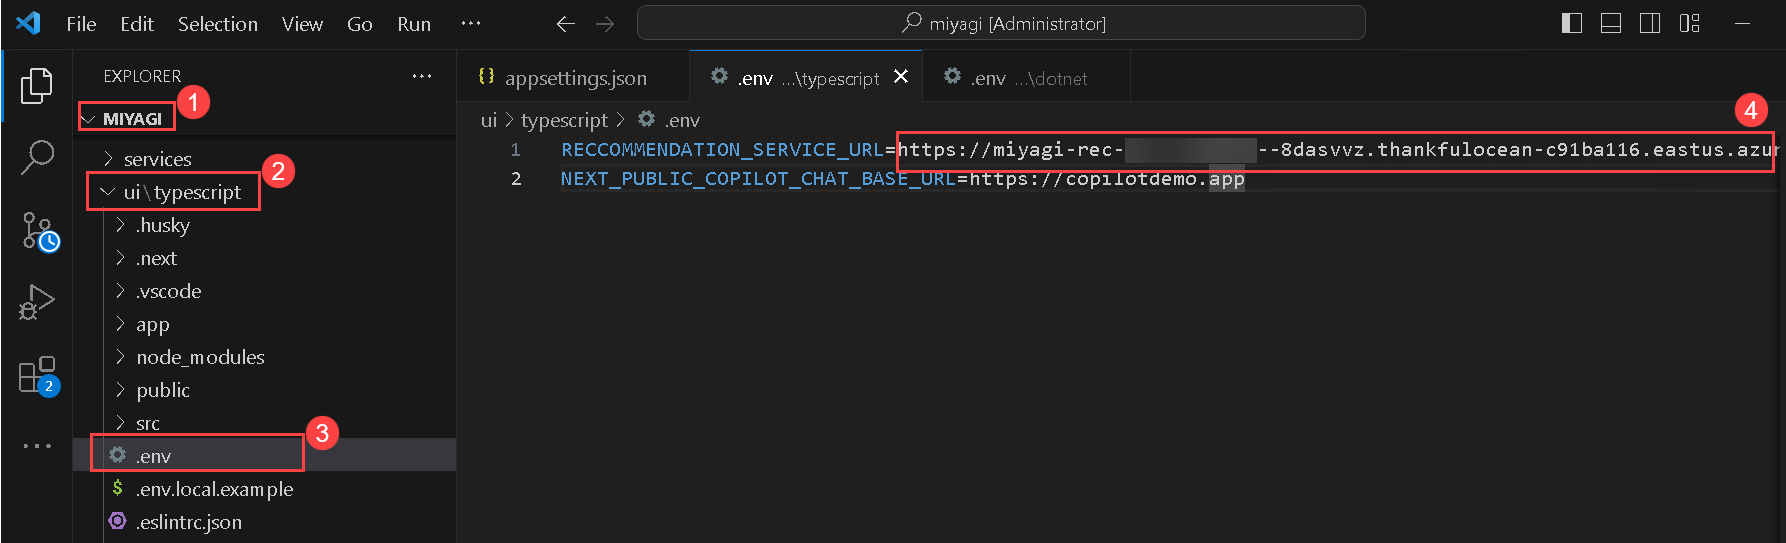 File Edit Selection View Go Run ··· miyagi [Administrator]
EXPLORER ···
1
MIYAGI
services
2
ui\typescript
.husky
.next
.vscode
app
node_modules
public
src
3
.env
$ .env.local.example
.eslintrc.json
2
{} appsettings.json .env ...\typescript .env ...\dotnet
ui > typescript > .env
4
1 RECCOMMENDATION_SERVICE_URL=https://miyagi-rec- --8dasvvz.thankfulocean-c91ba116.eastus.azur
2 NEXT_PUBLIC_COPILOT_CHAT_BASE_URL=https://copilotdemo.app